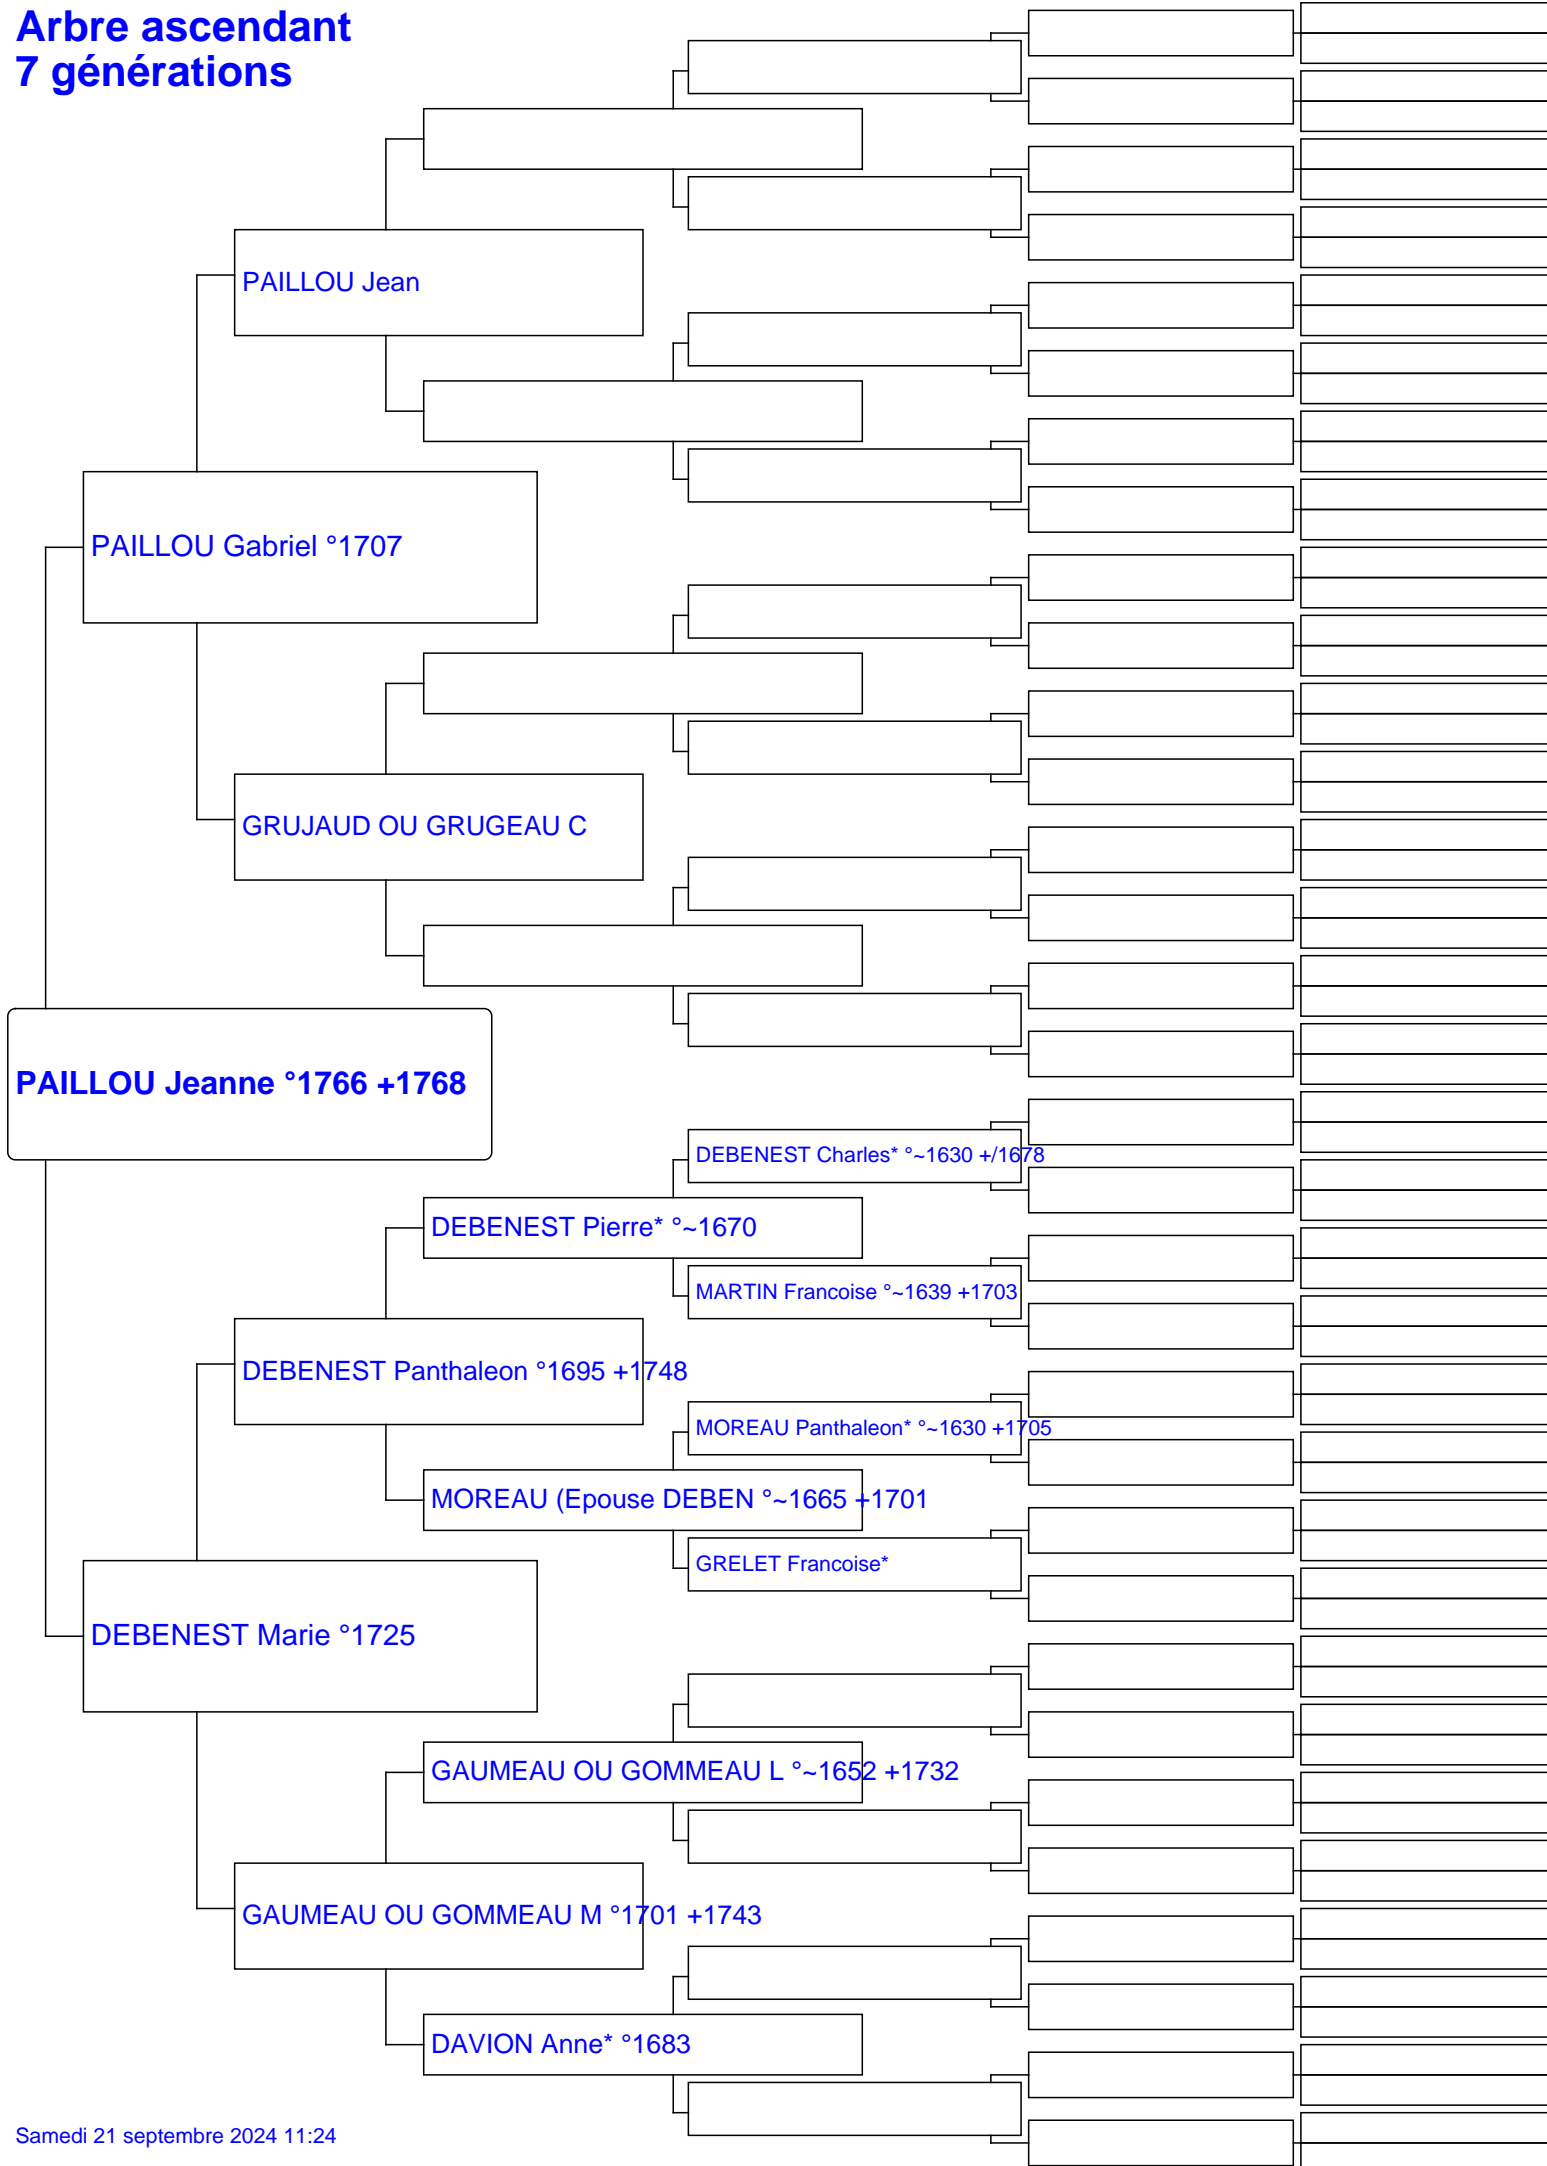 Arbre ascendant
7 générations
PAILLOU Jean
PAILLOU Gabriel °1707
GRUJAUD OU GRUGEAU C
PAILLOU Jeanne °1766 +1768
DEBENEST Charles* °~1630 +/1678
DEBENEST Pierre* °~1670
MARTIN Francoise °~1639 +1703
DEBENEST Panthaleon °1695 +1748
MOREAU Panthaleon* °~1630 +1705
MOREAU (Epouse DEBEN °~1665 +1701
GRELET Francoise*
DEBENEST Marie °1725
GAUMEAU OU GOMMEAU L °~1652 +1732
GAUMEAU OU GOMMEAU M °1701 +1743
DAVION Anne* °1683
Samedi 21 septembre 2024 11:24